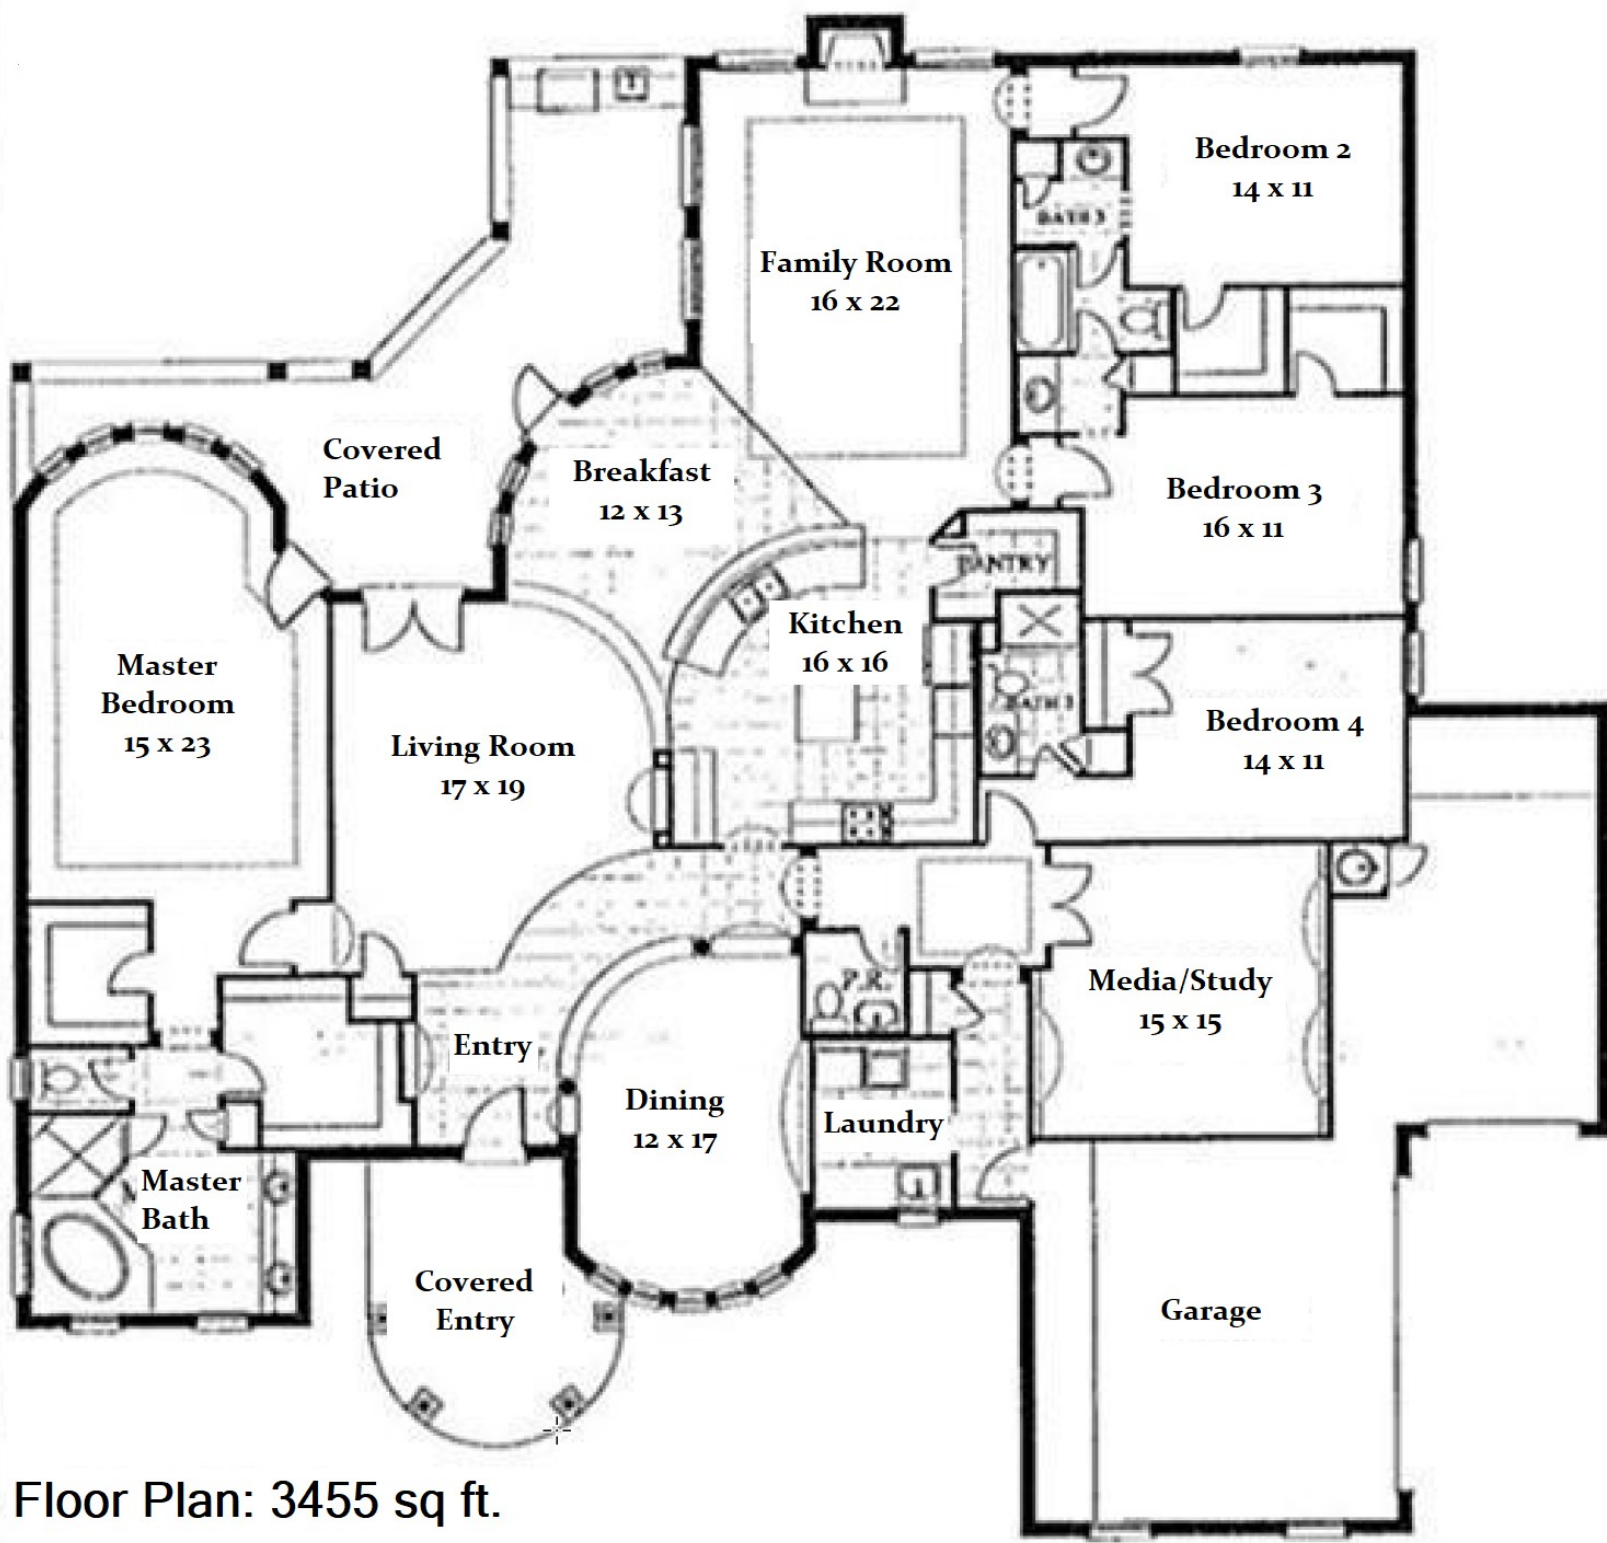 Bedroom 2
14 x 11
BATH 3
Family Room
16 x 22
Covered
Patio
Breakfast
12 x 13
Bedroom 3
16 x 11
PANTRY
Kitchen
16 x 16
Master
Bedroom
15 x 23
Living Room
17 x 19
Bedroom 4
14 x 11
P.R.
Media/Study
15 x 15
Entry
Dining
12 x 17
Laundry
Master
Bath
Covered
Entry
Garage
Floor Plan: 3455 sq ft.